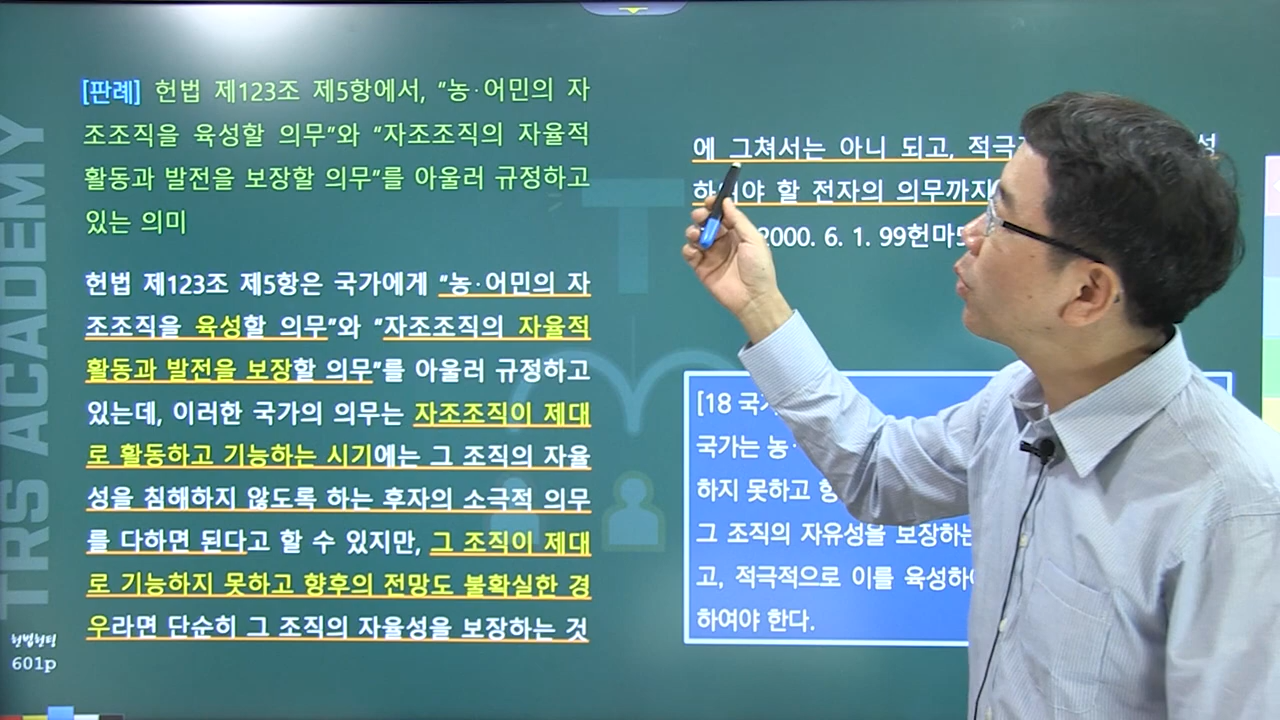 [판례] 헌법 제123조 제5항에서, "농·어민의 자
조조직을 육성할 의무"와 "자조조직의 자율적
활동과 발전을 보장할 의무"를 아울러 규정하고
있는 의미
헌법 제123조 제5항은 국가에게 "농·어민의 자
조조직을 육성할 의무"와 "자조조직의 자율적
활동과 발전을 보장할 의무"를 아울러 규정하고
있는데, 이러한 국가의 의무는 자조조직이 제대
로 활동하고 기능하는 시기에는 그 조직의 자율
성을 침해하지 않도록 하는 후자의 소극적 의무
를 다하면 된다고 할 수 있지만, 그 조직이 제대
로 기능하지 못하고 향후의 전망도 불확실한 경
우라면 단순히 그 조직의 자율성을 보장하는 것
에 그쳐서는 아니 되고, 성
할 전자의 의무까지
2000. 6. 1.
[18
국가는 농·
하지 못하고
그 조직의 자유성을 보장하는
고, 적극적으로 이를
하여야 한다.
TRS ACADEMY
601p